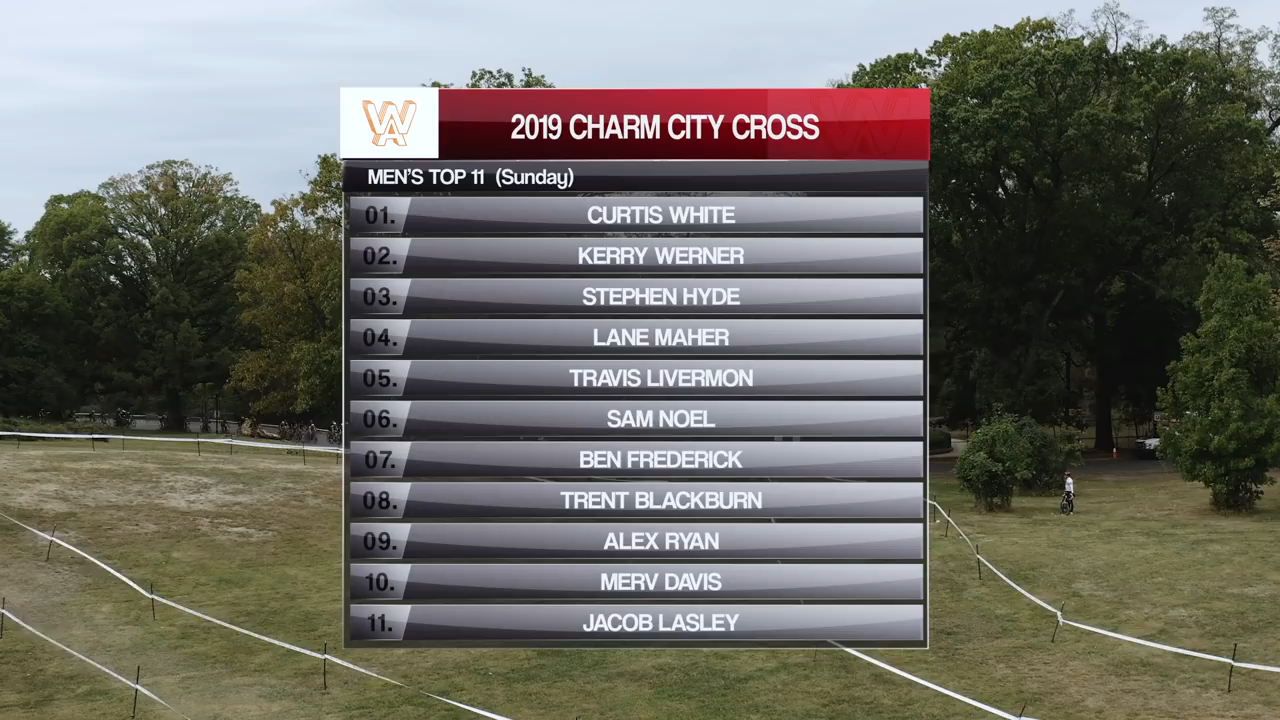 WA
2019 CHARM CITY CROSS
MEN'S TOP 11 (Sunday)
01. CURTIS WHITE
02. KERRY WERNER
03. STEPHEN HYDE
04. LANE MAHER
05. TRAVIS LIVERMON
06. SAM NOEL
07. BEN FREDERICK
08. TRENT BLACKBURN
09. ALEX RYAN
10. MERV DAVIS
11. JACOB LASLEY